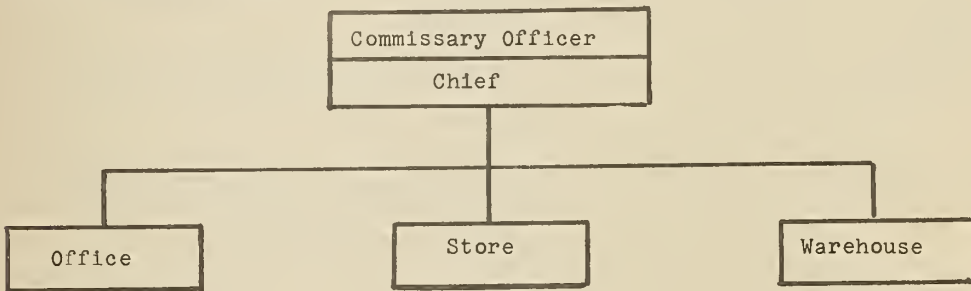 Commissary Officer
Chief
Office
Store
Warehouse